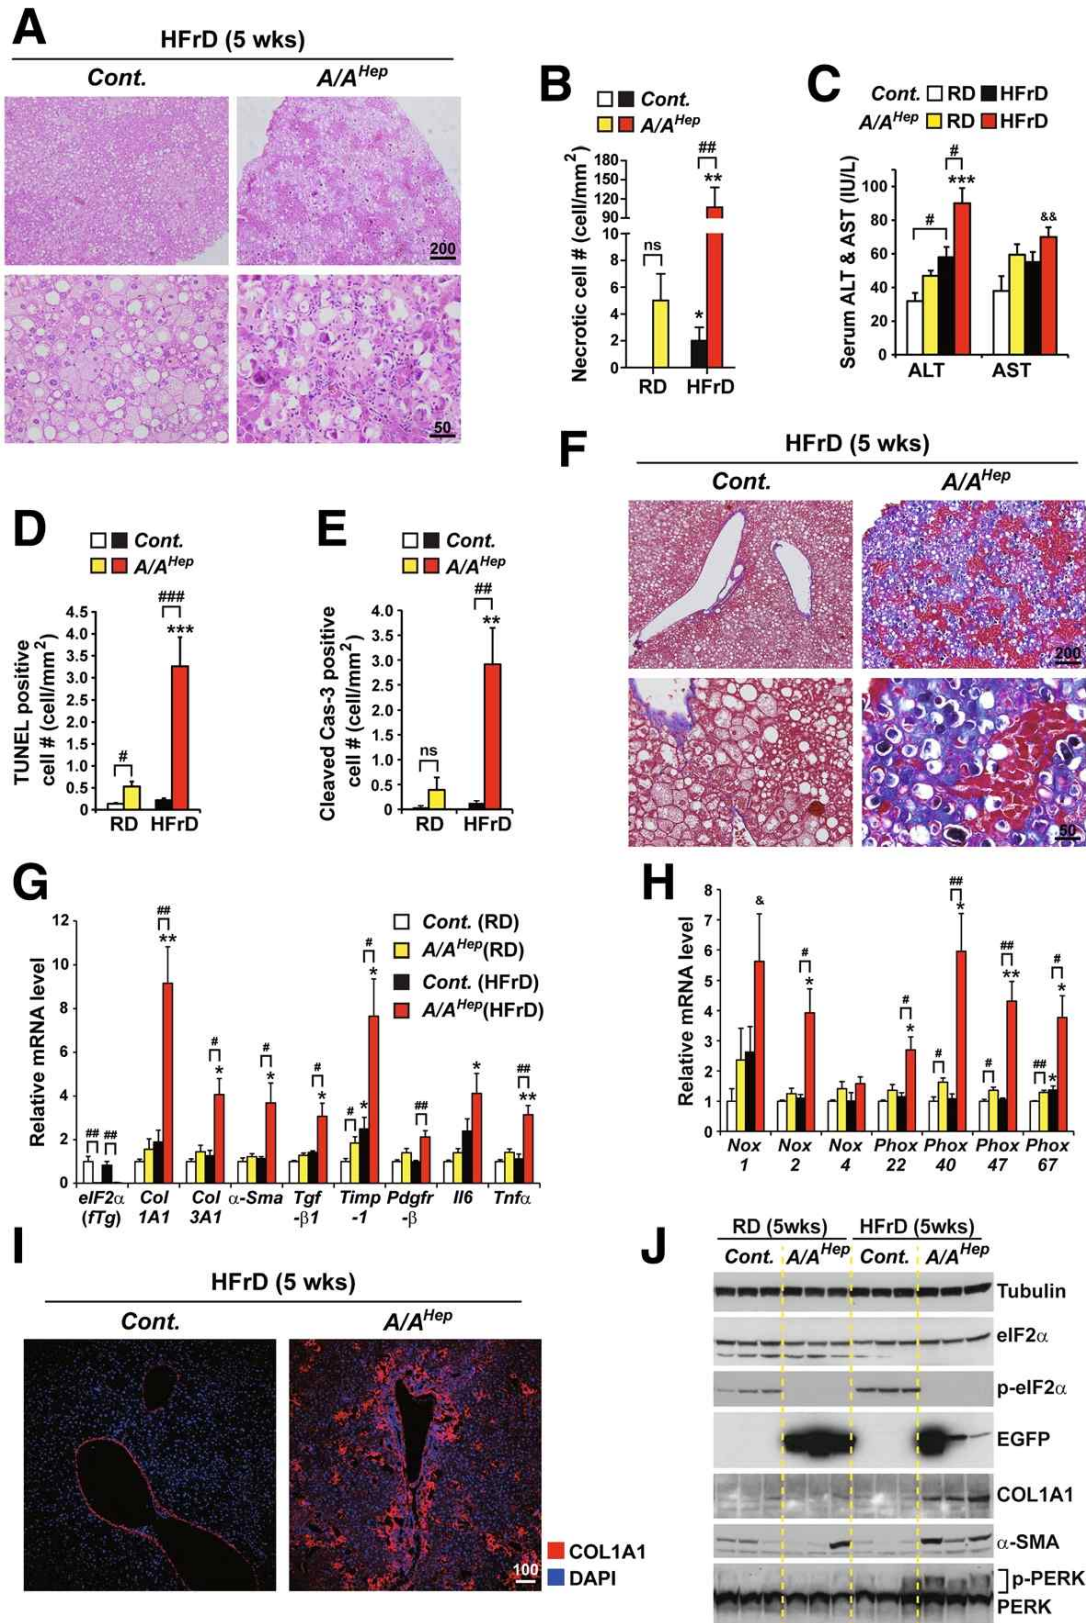 A
HFrD (5 wks)
Cont. A/A^Hep
200
50
B
Cont.
A/A^Hep
Necrotic cell # (cell/mm²)
180
150
120
90
10
8
6
4
2
0
ns
*
##
**
RD HFrD
C
Cont. RD HFrD
A/A^Hep RD HFrD
Serum ALT & AST (IU/L)
100
80
60
40
20
0
#
#
***
&&
ALT AST
D
Cont.
A/A^Hep
TUNEL positive
cell # (cell/mm²)
4.5
4.0
3.5
3.0
2.5
2.0
1.5
1.0
0.5
0
#
###
***
RD HFrD
E
Cont.
A/A^Hep
Cleaved Cas-3 positive
cell # (cell/mm²)
4.0
3.5
3.0
2.5
2.0
1.5
1.0
0.5
0
ns
##
**
RD HFrD
F
HFrD (5 wks)
Cont. A/A^Hep
200
50
G
Relative mRNA level
12
10
8
6
4
2
0
Cont. (RD)
A/A^Hep(RD)
Cont. (HFrD)
A/A^Hep(HFrD)
## ##
##
**
#
*
#
*
#
*
#
*
#
*
##
*
##
**
eIF2α Col Col α-Sma Tgf Timp Pdgfr Il6 Tnfα
(fTg) 1A1 3A1 -β1 -1 -β
H
Relative mRNA level
8
7
6
5
4
3
2
1
0
&
#
*
#
*
#
##
*
#
##
**
##
*
#
*
Nox Nox Nox Phox Phox Phox Phox
1 2 4 22 40 47 67
I
HFrD (5 wks)
Cont. A/A^Hep
100
COL1A1
DAPI
J
RD (5wks) HFrD (5wks)
Cont. A/A^Hep Cont. A/A^Hep
Tubulin
eIF2α
p-eIF2α
EGFP
COL1A1
α-SMA
p-PERK
PERK